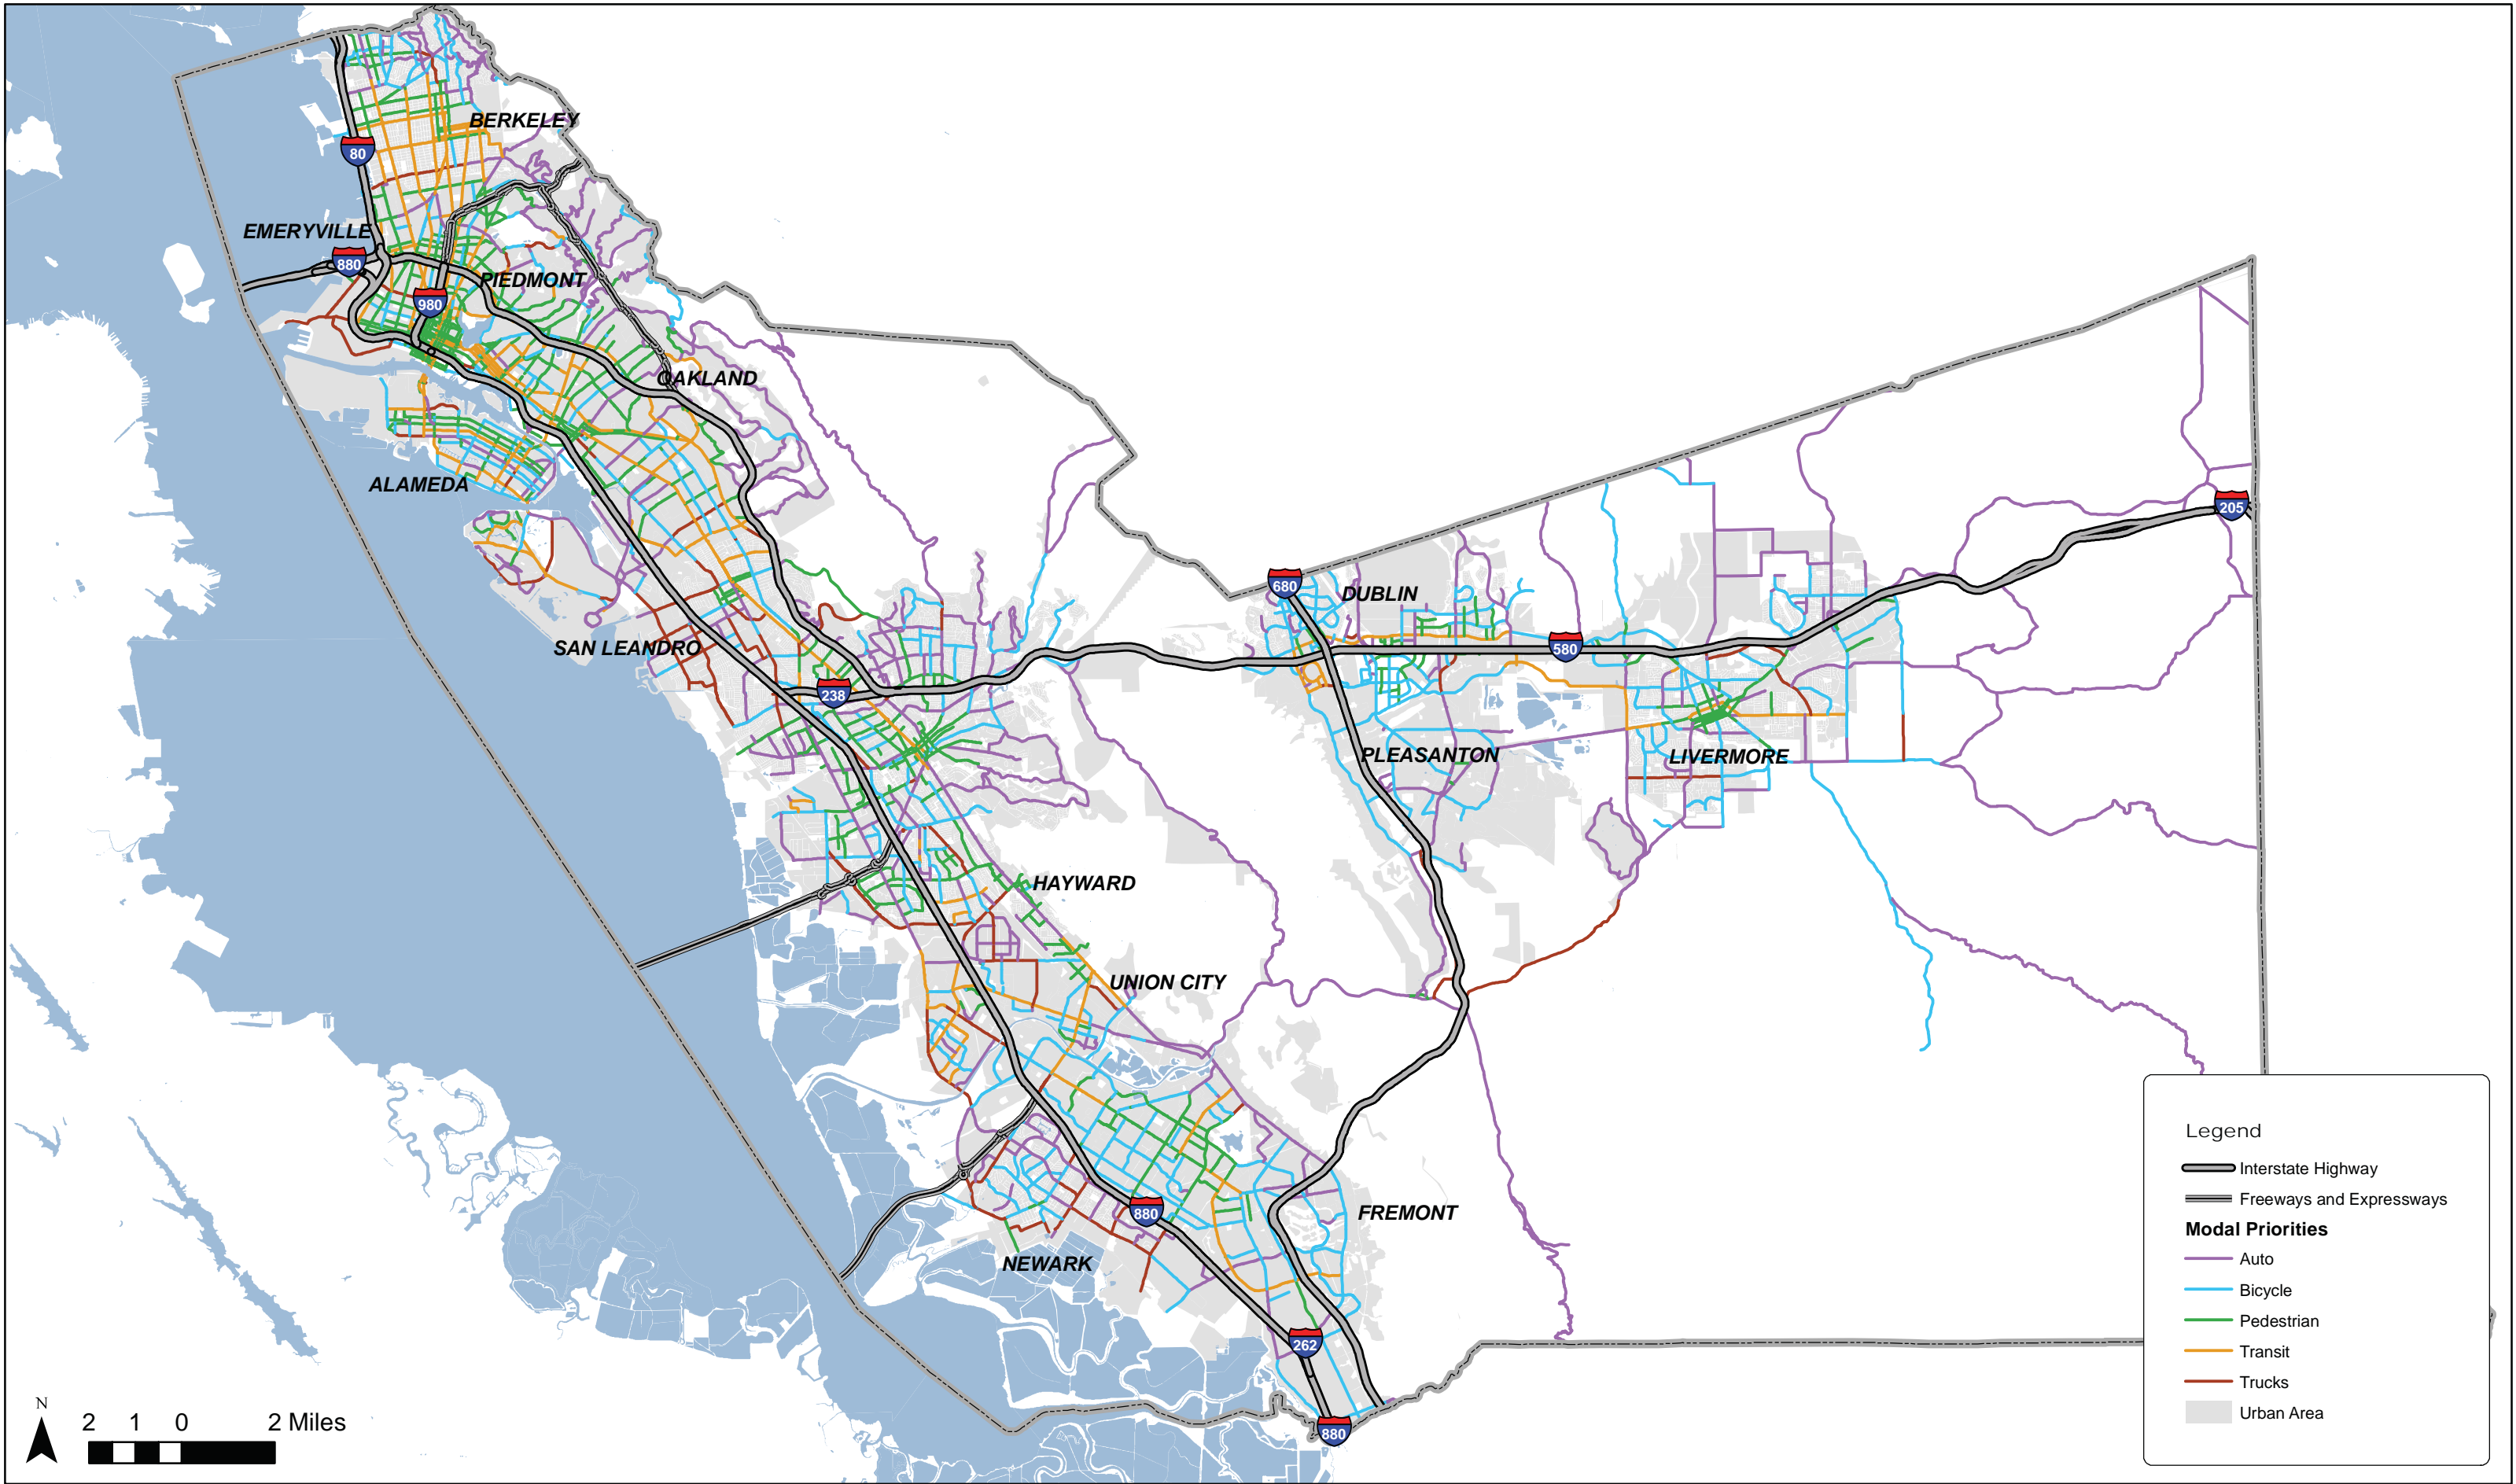 BERKELEY
80
EMERYVILLE
880
PIEDMONT
980
OAKLAND
ALAMEDA
205
680
DUBLIN
580
SAN LEANDRO
238
PLEASANTON
LIVERMORE
HAYWARD
UNION CITY
880
FREMONT
NEWARK
262
880
N
2 1 0 2 Miles
Legend
Interstate Highway
Freeways and Expressways
Modal Priorities
Auto
Bicycle
Pedestrian
Transit
Trucks
Urban Area